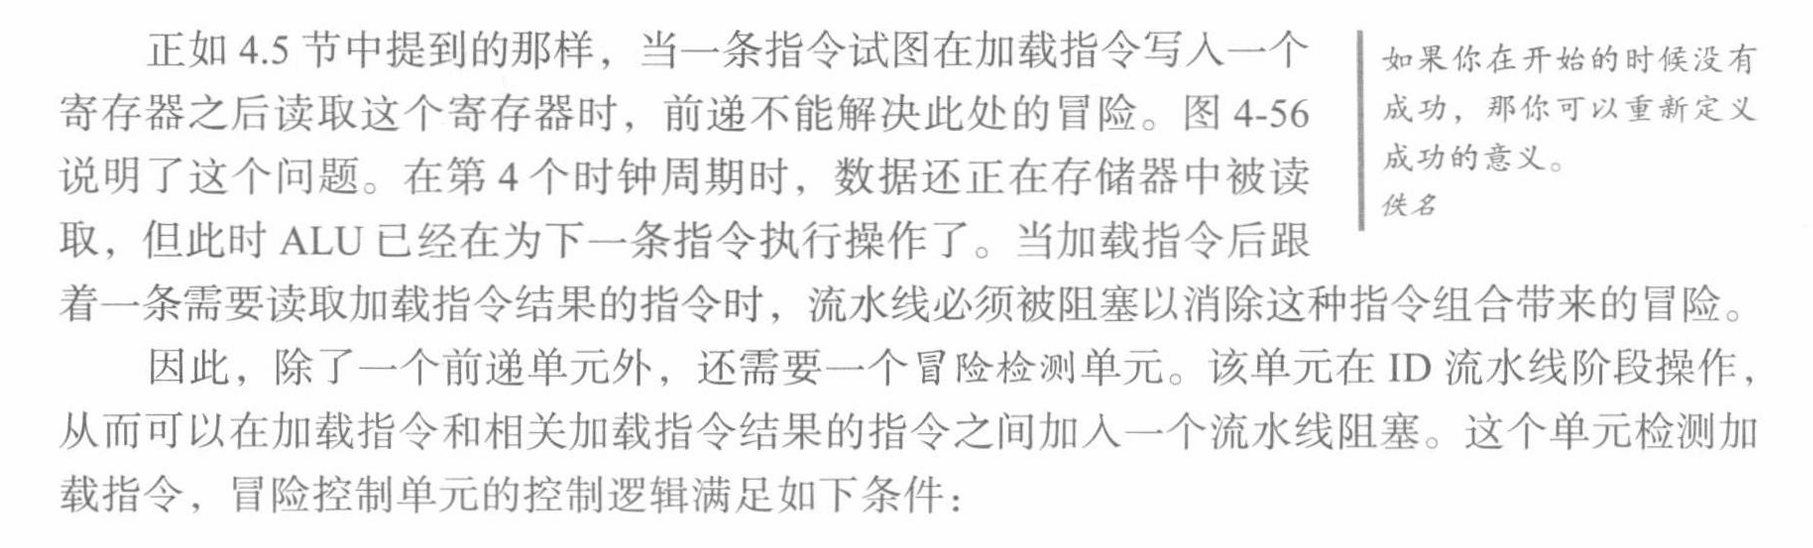 正如 4.5 节中提到的那样，当一条指令试图在加载指令写入一个
寄存器之后读取这个寄存器时，前递不能解决此处的冒险。图 4-56
说明了这个问题。在第 4 个时钟周期时，数据还正在存储器中被读
取，但此时 ALU 已经在为下一条指令执行操作了。当加载指令后跟
着一条需要读取加载指令结果的指令时，流水线必须被阻塞以消除这种指令组合带来的冒险。
因此，除了一个前递单元外，还需要一个冒险检测单元。该单元在 ID 流水线阶段操作，
从而可以在加载指令和相关加载指令结果的指令之间加入一个流水线阻塞。这个单元检测加
载指令，冒险控制单元的控制逻辑满足如下条件：
如果你在开始的时候没有
成功，那你可以重新定义
成功的意义。
佚名